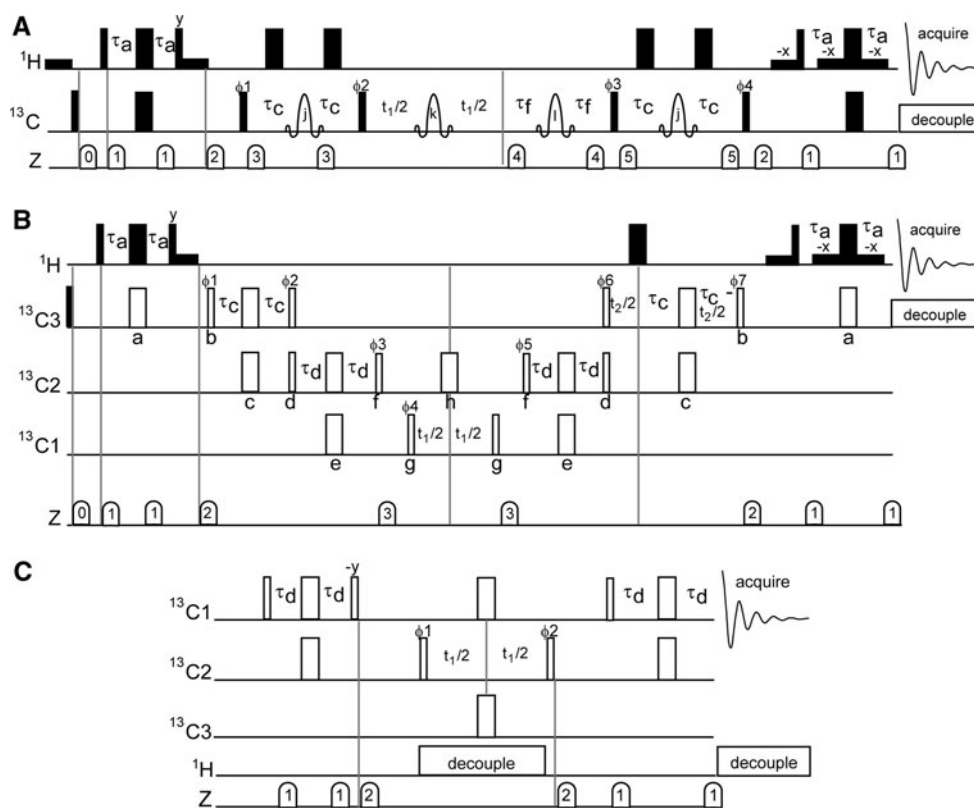 A
y
τa τa
-x τa τa
-x -x
acquire
¹H
ϕ1 ϕ2 ϕ3 ϕ4
τc τc t₁/2 t₁/2 τf τf τc τc
¹³C
j k l j
decouple
Z
0 1 1 2 3 3 4 4 5 5 2 1 1
B
y
τa τa
τa τa
-x -x
acquire
¹H
ϕ1 ϕ2 ϕ6 ϕ7
τc τc t₂/2 τc τc - t₂/2
¹³C3
decouple
a b b a
ϕ3 ϕ5
τd τd τd τd
¹³C2
c d f h f d c
ϕ4
t₁/2 t₁/2
¹³C1
e g g e
Z
0 1 1 2 3 3 2 1 1
C
-y
τd τd τd τd
acquire
¹³C1
ϕ1 ϕ2
t₁/2 t₁/2
¹³C2
¹³C3
¹H
decouple decouple
Z
1 1 2 2 1 1